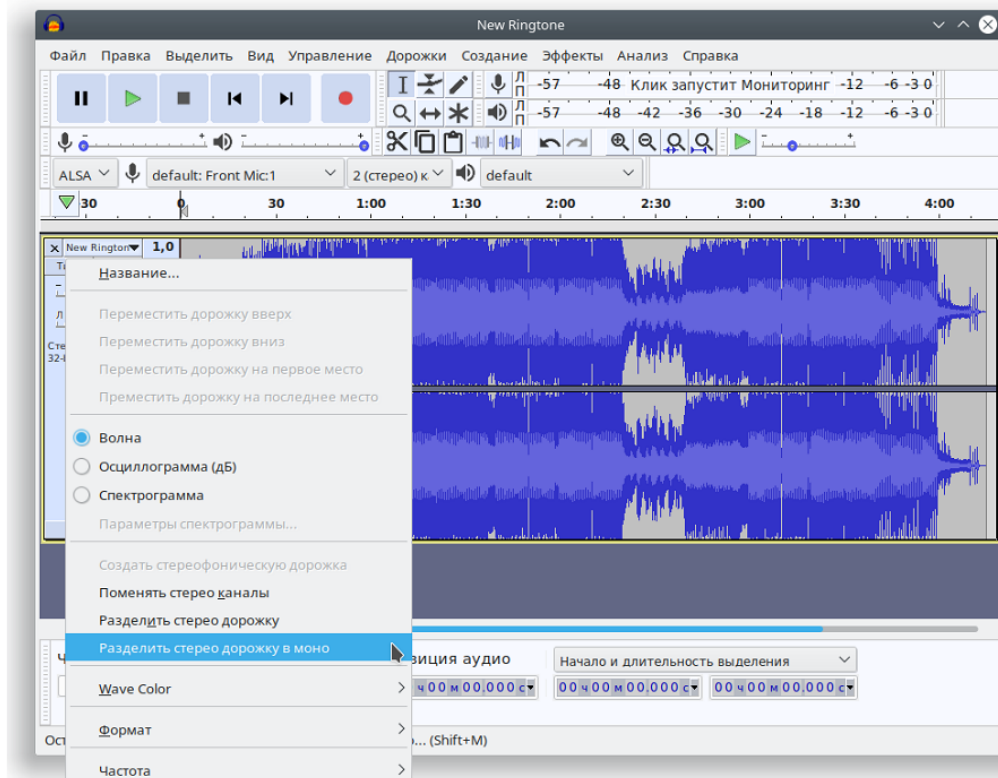 New Ringtone
Файл Правка Выделить Вид Управление Дорожки Создание Эффекты Анализ Справка
Л П -57 -48 Клик запустит Мониторинг -12 -6 -3 0
Л П -57 -48 -42 -36 -30 -24 -18 -12 -6 -3 0
ALSA default: Front Mic:1 2 (стерео) к default
30 0 30 1:00 1:30 2:00 2:30 3:00 3:30 4:00
x New Rington 1,0
Название...
Переместить дорожку вверх
Л
Переместить дорожку вниз
Сте
32-
Переместить дорожку на первое место
Преместить дорожку на последнее место
Волна
Осциллограмма (дБ)
Спектрограмма
Параметры спектрограммы...
Создать стереофоническую дорожка
Поменять стерео каналы
Разделить стерео дорожку
Разделить стерео дорожку в моно
Ч зиция аудио Начало и длительность выделения
Wave Color ч 00 м 00.000 с 00 ч 00 м 00.000 с 00 ч 00 м 00.000 с
Формат
Ост ... (Shift+M)
Частота